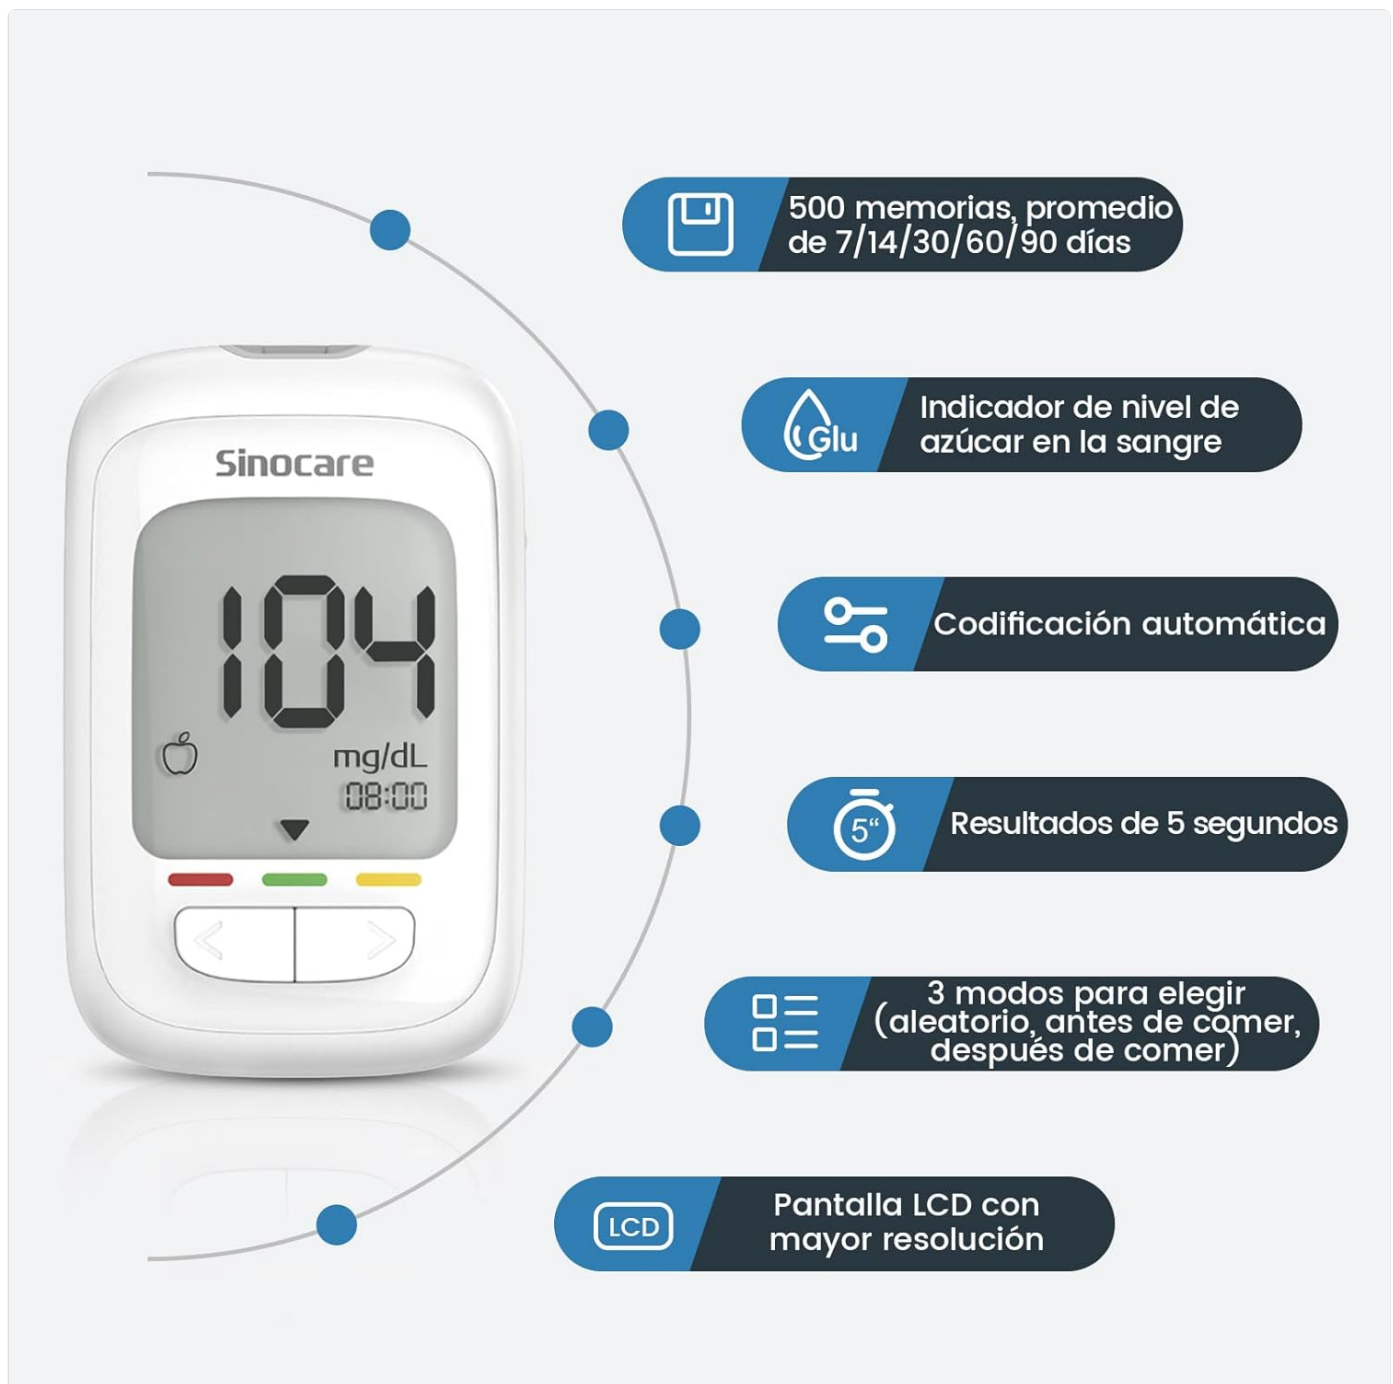 500 memorias, promedio
de 7/14/30/60/90 días
Sinocare
104
mg/dL
08:00
Glu
Indicador de nivel de
azúcar en la sangre
Codificación automática
5“
Resultados de 5 segundos
3 modos para elegir
(aleatorio, antes de comer,
después de comer)
LCD
Pantalla LCD con
mayor resolución